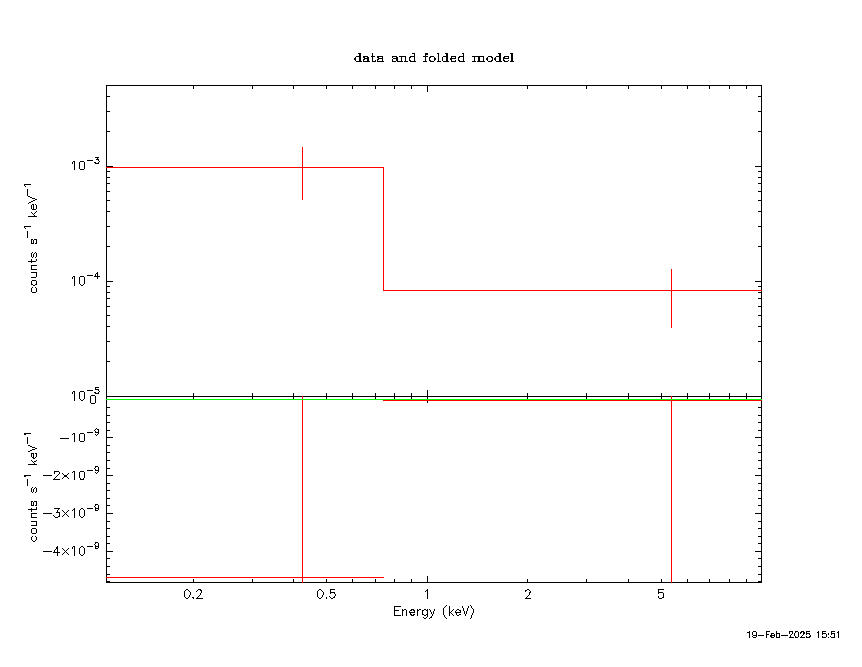 data and folded model
counts s⁻¹ keV⁻¹
10⁻³
10⁻⁴
10⁻⁵
counts s⁻¹ keV⁻¹
0
−10⁻⁹
−2×10⁻⁹
−3×10⁻⁹
−4×10⁻⁹
0.2 0.5 1 2 5
Energy (keV)
19−Feb−2025 15:51